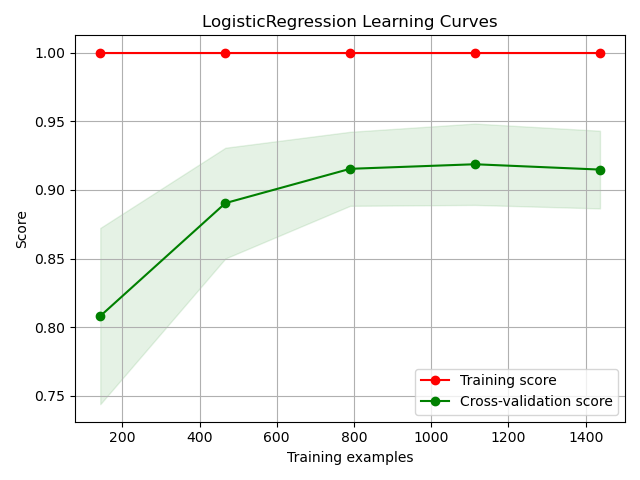 LogisticRegression Learning Curves
1.00
0.95
0.90
0.85
0.80
0.75
Score
200 400 600 800 1000 1200 1400
Training examples
Training score
Cross-validation score